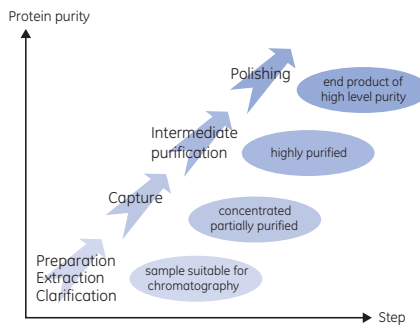 Protein purity
Polishing
end product of
high level purity
Intermediate
purification
highly purified
Capture
concentrated
partially purified
Preparation
Extraction
Clarification
sample suitable for
chromatography
Step